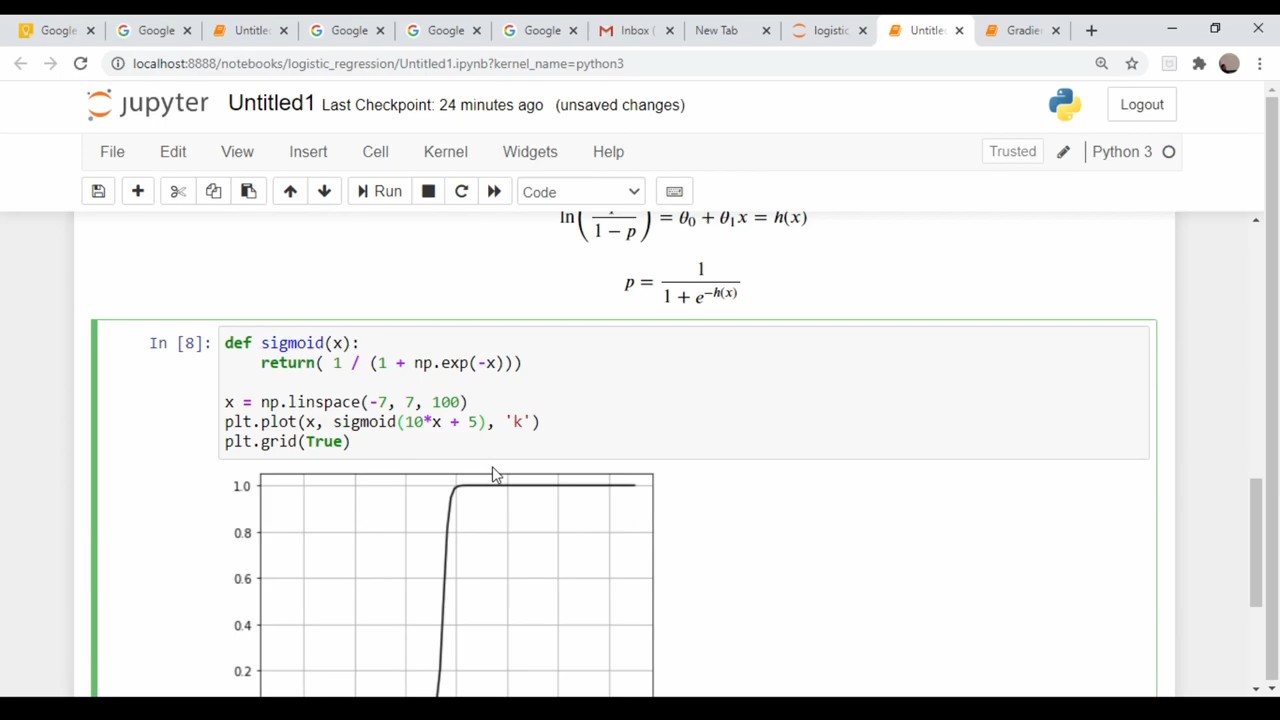 Google
Google
Untitle
Google
Google
Google
Inbox (
New Tab
logistic
Untitle
Gradie
localhost:8888/notebooks/logistic_regression/Untitled1.ipynb?kernel_name=python3
jupyter Untitled1 Last Checkpoint: 24 minutes ago (unsaved changes)
Logout
File Edit View Insert Cell Kernel Widgets Help
Trusted
Python 3
Run
Code
ln( / 1 − p) = θ₀ + θ₁x = h(x)
p = 1 / 1 + e^−h(x)
In [8]:
def sigmoid(x):
    return( 1 / (1 + np.exp(-x)))
x = np.linspace(-7, 7, 100)
plt.plot(x, sigmoid(10*x + 5), 'k')
plt.grid(True)
1.0
0.8
0.6
0.4
0.2